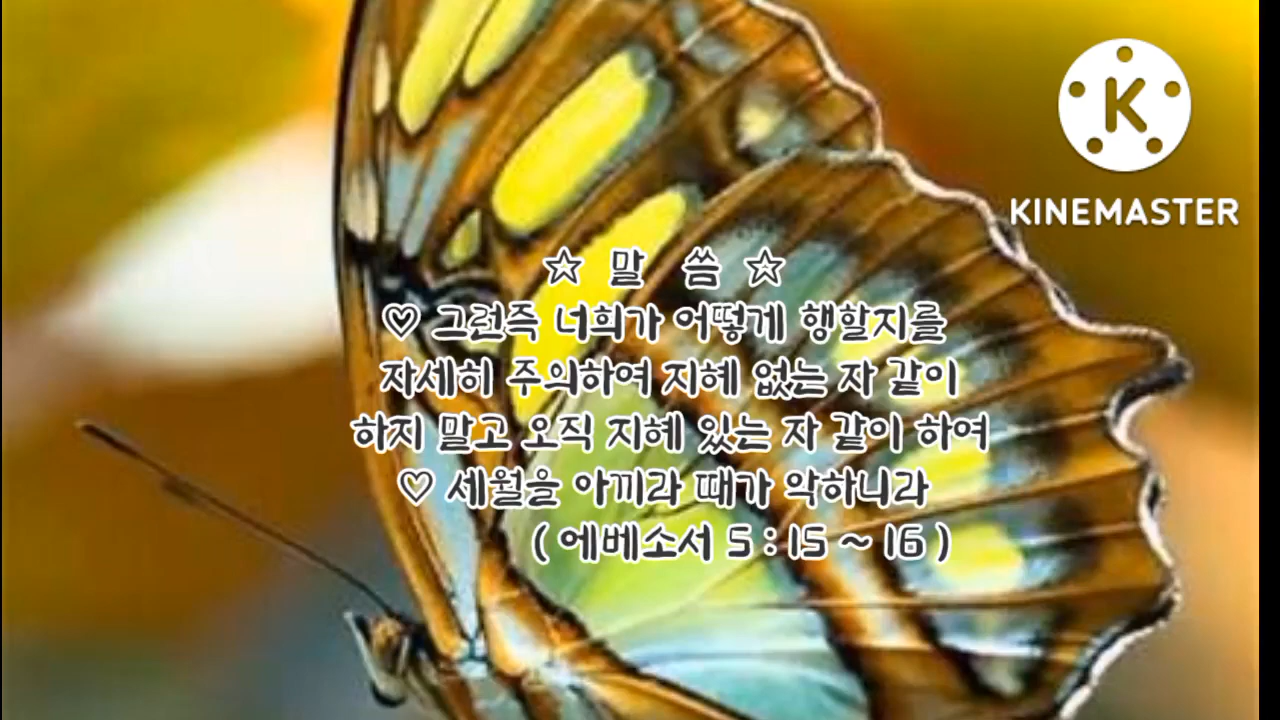 KINEMASTER
☆ 말 씀 ☆
♡ 그런즉 너희가 어떻게 행할지를
자세히 주의하여 지혜 없는 자 같이
하지 말고 오직 지혜 있는 자 같이 하여
♡ 세월을 아끼라 때가 악하니라
( 에베소서 5 : 15 ~ 16 )